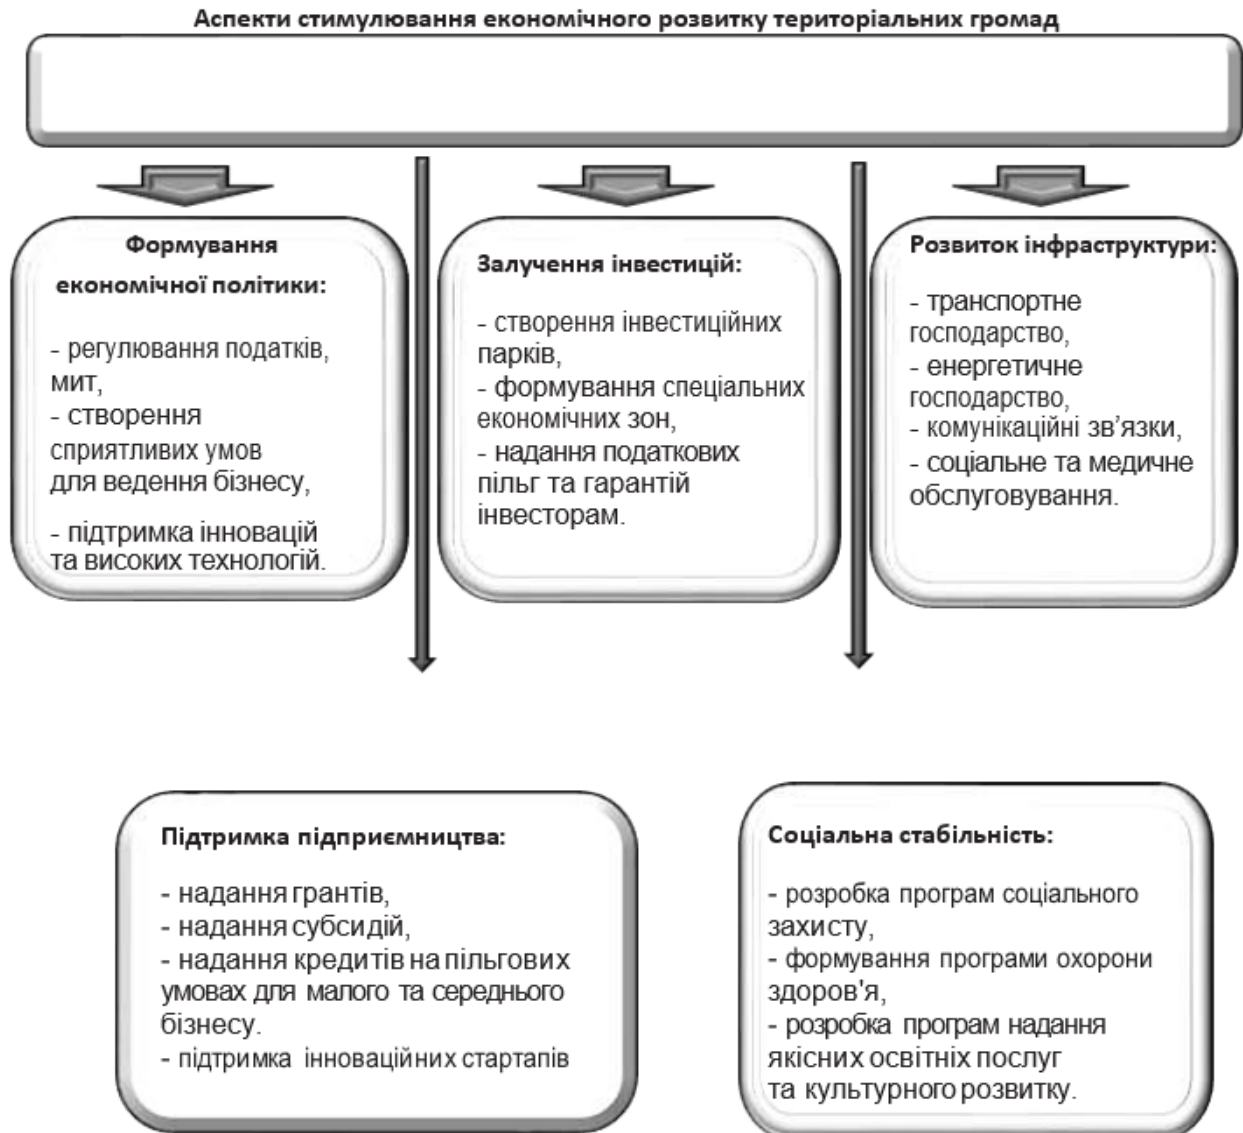 Аспекти стимулювання економічного розвитку територіальних громад
Формування
економічної політики:
- регулювання податків,
мит,
- створення
сприятливих умов
для ведення бізнесу,
- підтримка інновацій
та високих технологій.
Залучення інвестицій:
- створення інвестиційних
парків,
- формування спеціальних
економічних зон,
- надання податкових
пільг та гарантій
інвесторам.
Розвиток інфраструктури:
- транспортне
господарство,
- енергетичне
господарство,
- комунікаційні зв’язки,
- соціальне та медичне
обслуговування.
Підтримка підприємництва:
- надання грантів,
- надання субсидій,
- надання кредитів на пільгових
умовах для малого та середнього
бізнесу.
- підтримка інноваційних стартапів
Соціальна стабільність:
- розробка програм соціального
захисту,
- формування програми охорони
здоров'я,
- розробка програм надання
якісних освітніх послуг
та культурного розвитку.